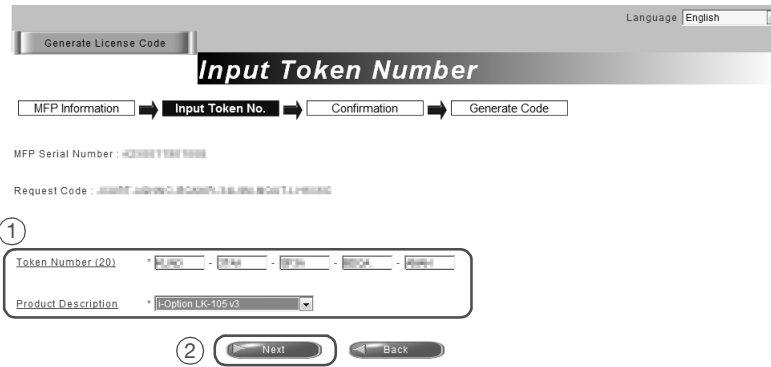 Language English
Generate License Code
Input Token Number
MFP Information Input Token No. Confirmation Generate Code
MFP Serial Number :
Request Code :
1
Token Number (20) * - - - -
Product Description * i-Option LK-105 v3
2 Next Back